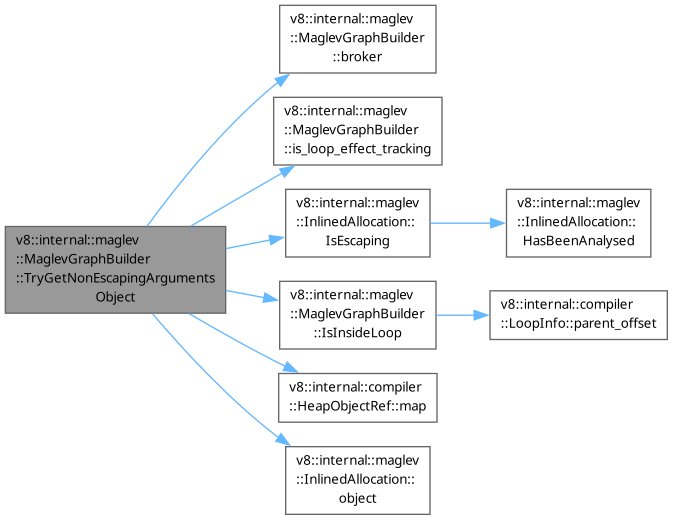 v8::internal::maglev
::MaglevGraphBuilder
::TryGetNonEscapingArguments
Object
v8::internal::maglev
::MaglevGraphBuilder
::broker
v8::internal::maglev
::MaglevGraphBuilder
::is_loop_effect_tracking
v8::internal::maglev
::InlinedAllocation::
IsEscaping
v8::internal::maglev
::InlinedAllocation::
HasBeenAnalysed
v8::internal::maglev
::MaglevGraphBuilder
::IsInsideLoop
v8::internal::compiler
::LoopInfo::parent_offset
v8::internal::compiler
::HeapObjectRef::map
v8::internal::maglev
::InlinedAllocation::
object